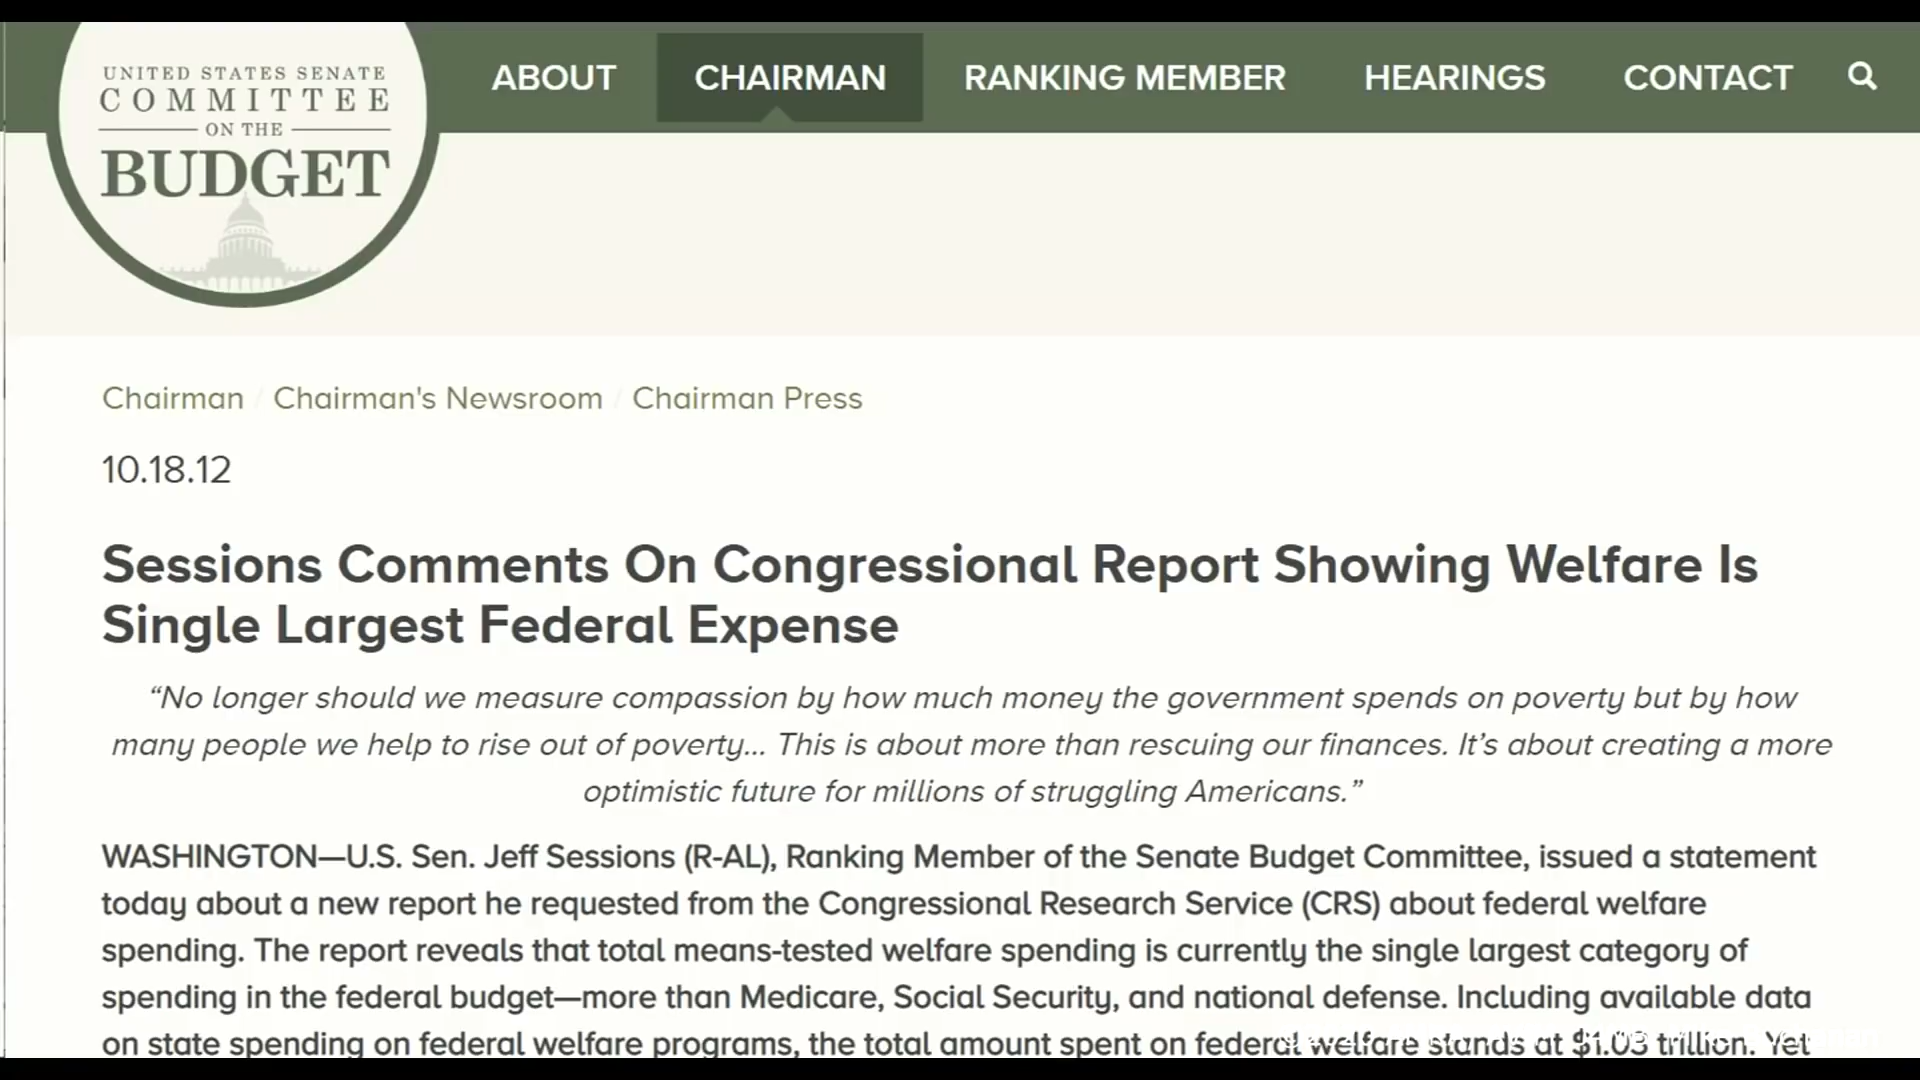 UNITED STATES SENATE
COMMITTEE
ON THE
BUDGET
ABOUT CHAIRMAN RANKING MEMBER HEARINGS CONTACT
Chairman / Chairman's Newsroom / Chairman Press
10.18.12
Sessions Comments On Congressional Report Showing Welfare Is
Single Largest Federal Expense
“No longer should we measure compassion by how much money the government spends on poverty but by how
many people we help to rise out of poverty... This is about more than rescuing our finances. It’s about creating a more
optimistic future for millions of struggling Americans.”
WASHINGTON—U.S. Sen. Jeff Sessions (R-AL), Ranking Member of the Senate Budget Committee, issued a statement
today about a new report he requested from the Congressional Research Service (CRS) about federal welfare
spending. The report reveals that total means-tested welfare spending is currently the single largest category of
spending in the federal budget—more than Medicare, Social Security, and national defense. Including available data
on state spending on federal welfare programs, the total amount spent on federal welfare stands at $1.03 trillion. Yet